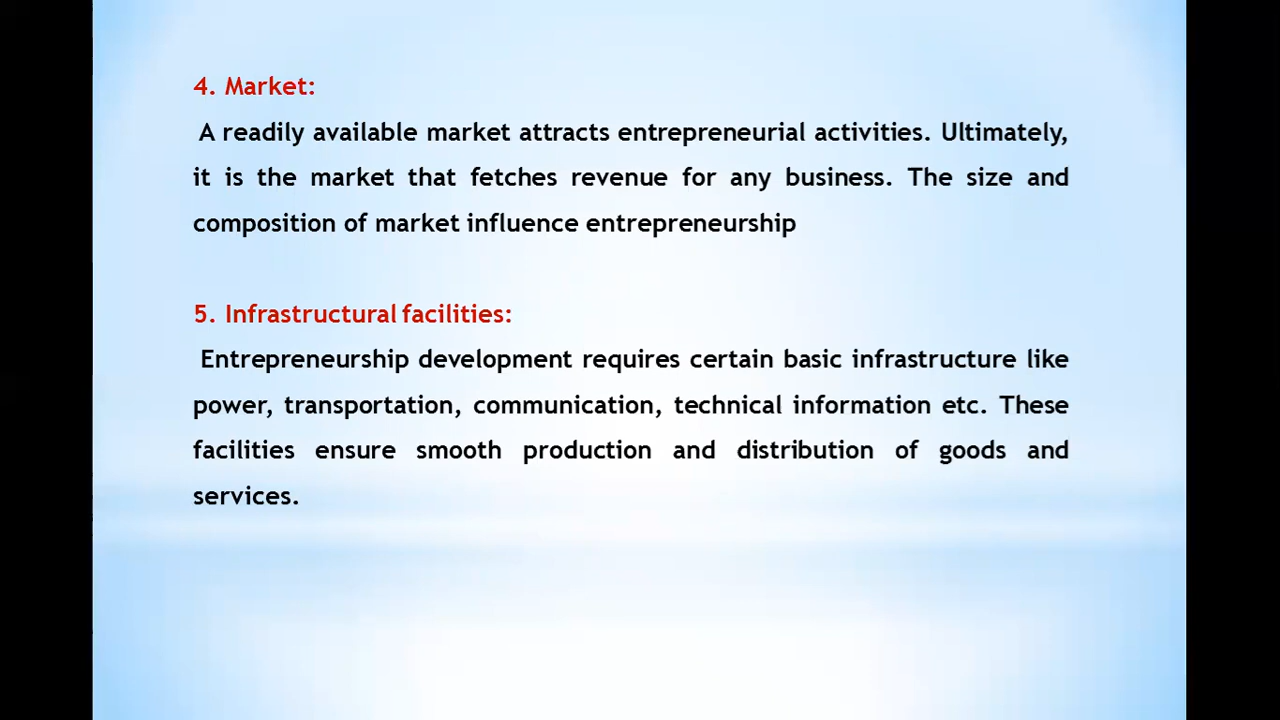 4. Market:
A readily available market attracts entrepreneurial activities. Ultimately,
it is the market that fetches revenue for any business. The size and
composition of market influence entrepreneurship
5. Infrastructural facilities:
Entrepreneurship development requires certain basic infrastructure like
power, transportation, communication, technical information etc. These
facilities ensure smooth production and distribution of goods and
services.